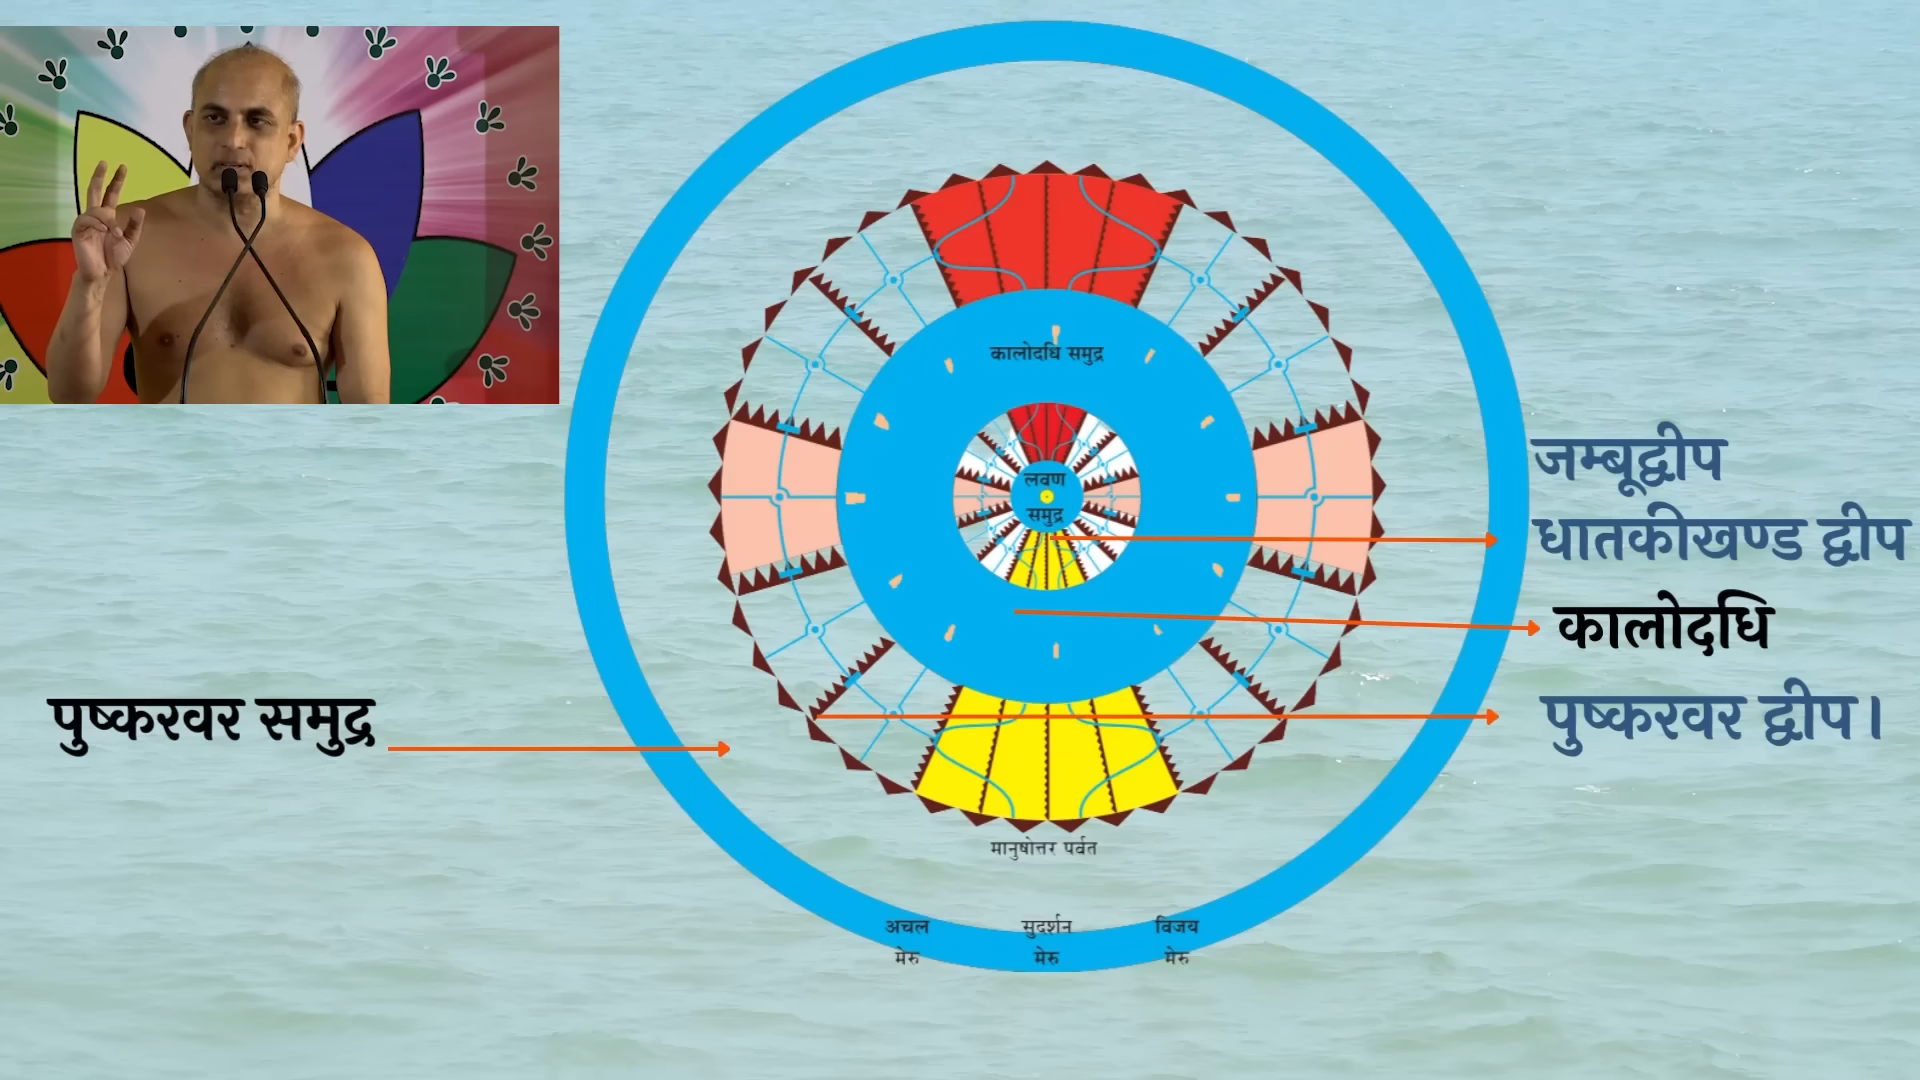 कालोदधि समुद्र
लवण
समुद्र
जम्बूद्वीप
धातकीखण्ड द्वीप
कालोदधि
पुष्करवर द्वीप।
पुष्करवर समुद्र
मानुषोत्तर पर्वत
अचल सुदर्शन विजय
मेरु मेरु मेरु